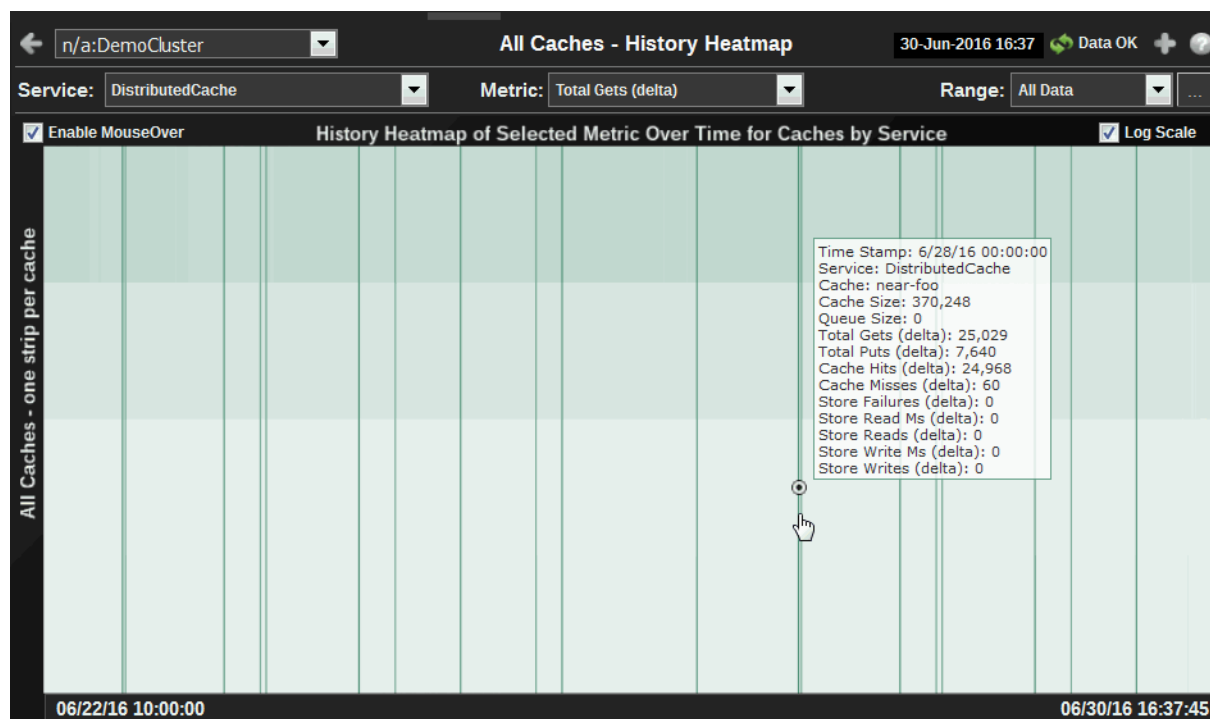 n/a:DemoCluster All Caches - History Heatmap 30-Jun-2016 16:37 Data OK
Service: DistributedCache Metric: Total Gets (delta) Range: All Data ...
Enable MouseOver History Heatmap of Selected Metric Over Time for Caches by Service Log Scale
All Caches - one strip per cache
Time Stamp: 6/28/16 00:00:00
Service: DistributedCache
Cache: near-foo
Cache Size: 370,248
Queue Size: 0
Total Gets (delta): 25,029
Total Puts (delta): 7,640
Cache Hits (delta): 24,968
Cache Misses (delta): 60
Store Failures (delta): 0
Store Read Ms (delta): 0
Store Reads (delta): 0
Store Write Ms (delta): 0
Store Writes (delta): 0
06/22/16 10:00:00 06/30/16 16:37:45